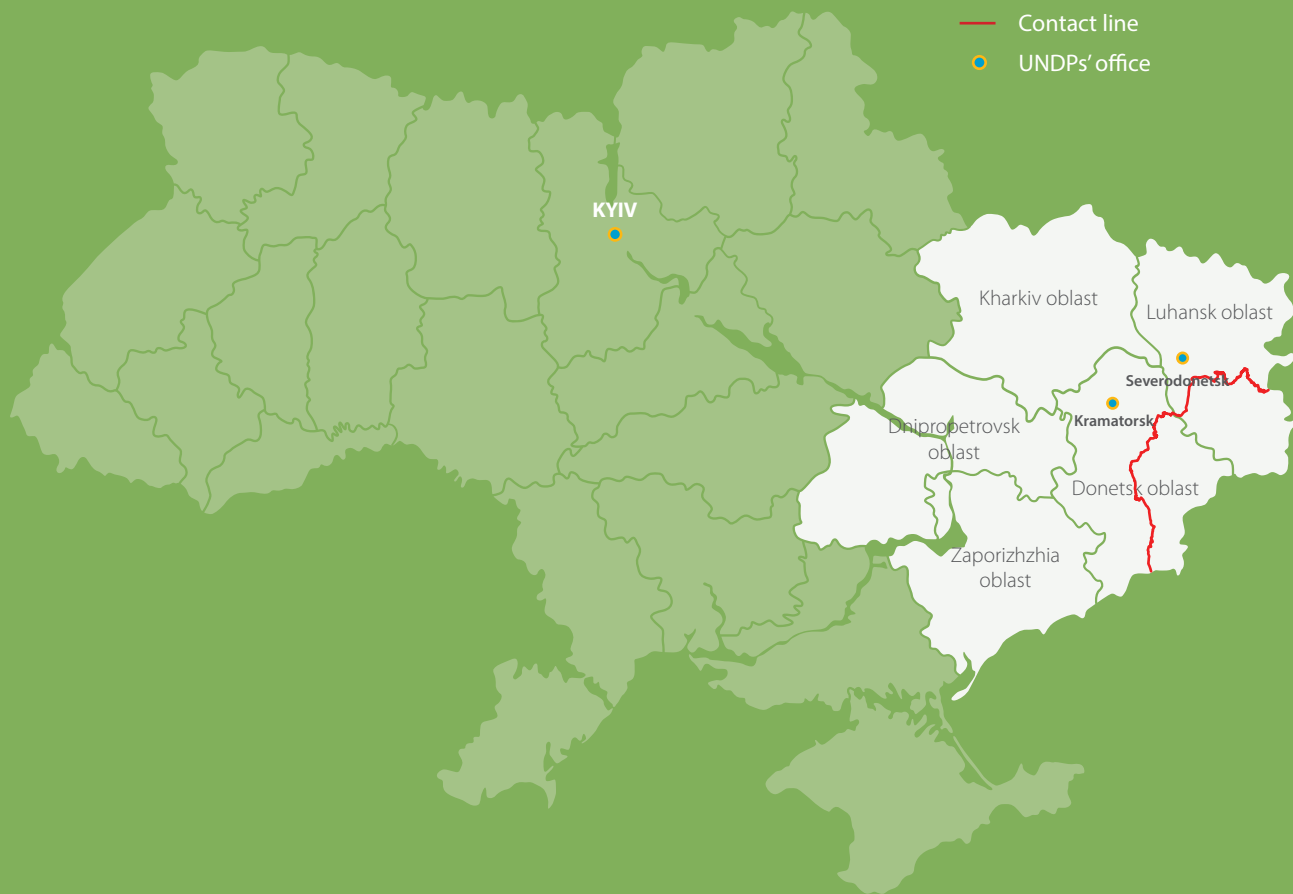 Contact line
UNDPs’ office
KYIV
Kharkiv oblast
Luhansk oblast
Severodonetsk
Kramatorsk
Dnipropetrovsk
oblast
Donetsk oblast
Zaporizhzhia
oblast